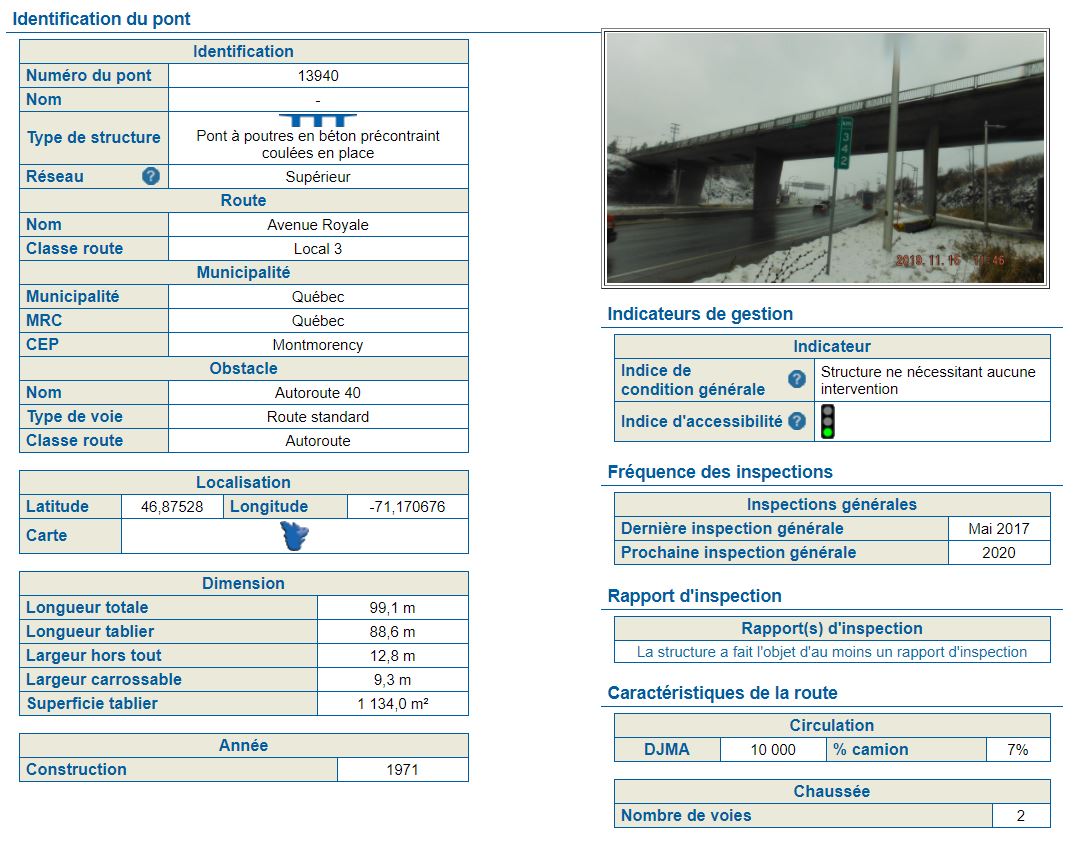 Identification du pont
Identification
Numéro du pont 13940
Nom -
Type de structure Pont à poutres en béton précontraint
coulées en place
Réseau ? Supérieur
Route
Nom Avenue Royale
Classe route Local 3
Municipalité
Municipalité Québec
MRC Québec
CEP Montmorency
Obstacle
Nom Autoroute 40
Type de voie Route standard
Classe route Autoroute
Localisation
Latitude 46,87528 Longitude -71,170676
Carte
Dimension
Longueur totale 99,1 m
Longueur tablier 88,6 m
Largeur hors tout 12,8 m
Largeur carrossable 9,3 m
Superficie tablier 1 134,0 m²
Année
Construction 1971
km
3
4
2
2019. 11. 15 11:46
Indicateurs de gestion
Indicateur
Indice de
condition générale ? Structure ne nécessitant aucune
intervention
Indice d'accessibilité ?
Fréquence des inspections
Inspections générales
Dernière inspection générale Mai 2017
Prochaine inspection générale 2020
Rapport d'inspection
Rapport(s) d'inspection
La structure a fait l'objet d'au moins un rapport d'inspection
Caractéristiques de la route
Circulation
DJMA 10 000 % camion 7%
Chaussée
Nombre de voies 2